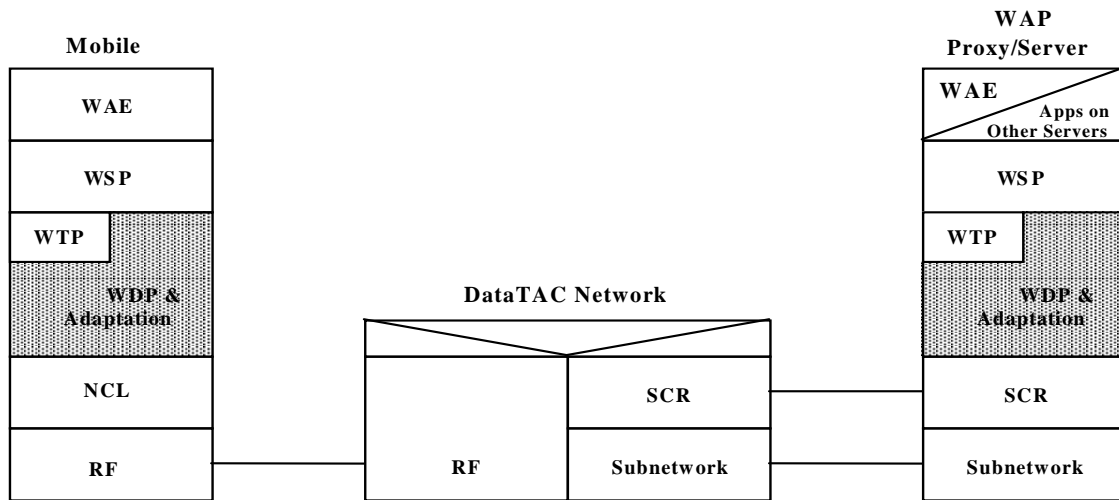 Mobile
WAE
WSP
WTP
WDP &
Adaptation
NCL
RF
DataTAC Network
RF
SCR
Subnetwork
WAP
Proxy/Server
WAE
Apps on
Other Servers
WSP
WTP
WDP &
Adaptation
SCR
Subnetwork